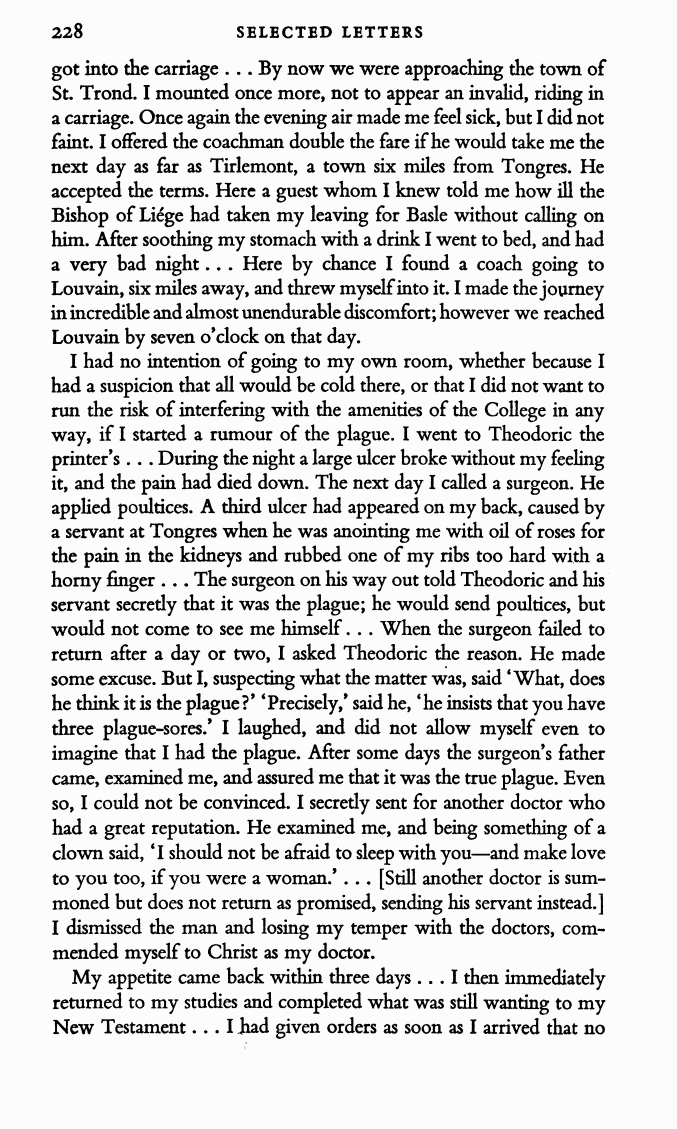 228 SELECTED LETTERS
got into the carriage . . . By now we were approaching the town of
St. Trond. I mounted once more, not to appear an invalid, riding in
a carriage. Once again the evening air made me feel sick, but I did not
faint. I offered the coachman double the fare if he would take me the
next day as far as Tirlemont, a town six miles from Tongres. He
accepted the terms. Here a guest whom I knew told me how ill the
Bishop of Liége had taken my leaving for Basle without calling on
him. After soothing my stomach with a drink I went to bed, and had
a very bad night . . . Here by chance I found a coach going to
Louvain, six miles away, and threw myself into it. I made the journey
in incredible and almost unendurable discomfort; however we reached
Louvain by seven o'clock on that day.
I had no intention of going to my own room, whether because I
had a suspicion that all would be cold there, or that I did not want to
run the risk of interfering with the amenities of the College in any
way, if I started a rumour of the plague. I went to Theodoric the
printer's . . . During the night a large ulcer broke without my feeling
it, and the pain had died down. The next day I called a surgeon. He
applied poultices. A third ulcer had appeared on my back, caused by
a servant at Tongres when he was anointing me with oil of roses for
the pain in the kidneys and rubbed one of my ribs too hard with a
horny finger . . . The surgeon on his way out told Theodoric and his
servant secretly that it was the plague; he would send poultices, but
would not come to see me himself . . . When the surgeon failed to
return after a day or two, I asked Theodoric the reason. He made
some excuse. But I, suspecting what the matter was, said 'What, does
he think it is the plague?' 'Precisely,' said he, 'he insists that you have
three plague-sores.' I laughed, and did not allow myself even to
imagine that I had the plague. After some days the surgeon's father
came, examined me, and assured me that it was the true plague. Even
so, I could not be convinced. I secretly sent for another doctor who
had a great reputation. He examined me, and being something of a
clown said, 'I should not be afraid to sleep with you—and make love
to you too, if you were a woman.' . . . [Still another doctor is sum-
moned but does not return as promised, sending his servant instead.]
I dismissed the man and losing my temper with the doctors, com-
mended myself to Christ as my doctor.
My appetite came back within three days . . . I then immediately
returned to my studies and completed what was still wanting to my
New Testament . . . I had given orders as soon as I arrived that no